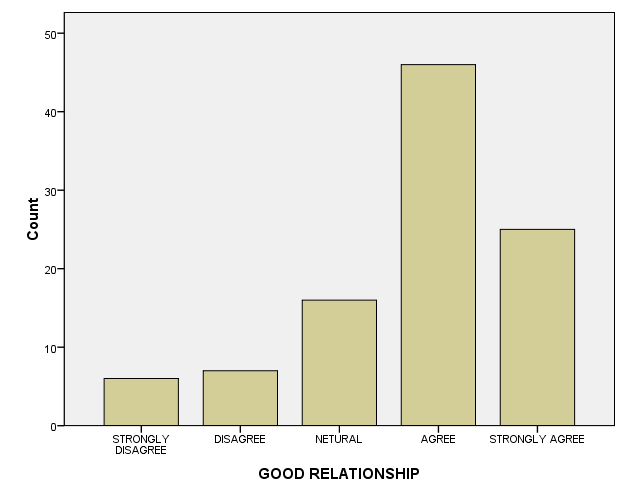 50
40
30
20
10
0
Count
STRONGLY
DISAGREE
DISAGREE
NETURAL
AGREE
STRONGLY AGREE
GOOD RELATIONSHIP